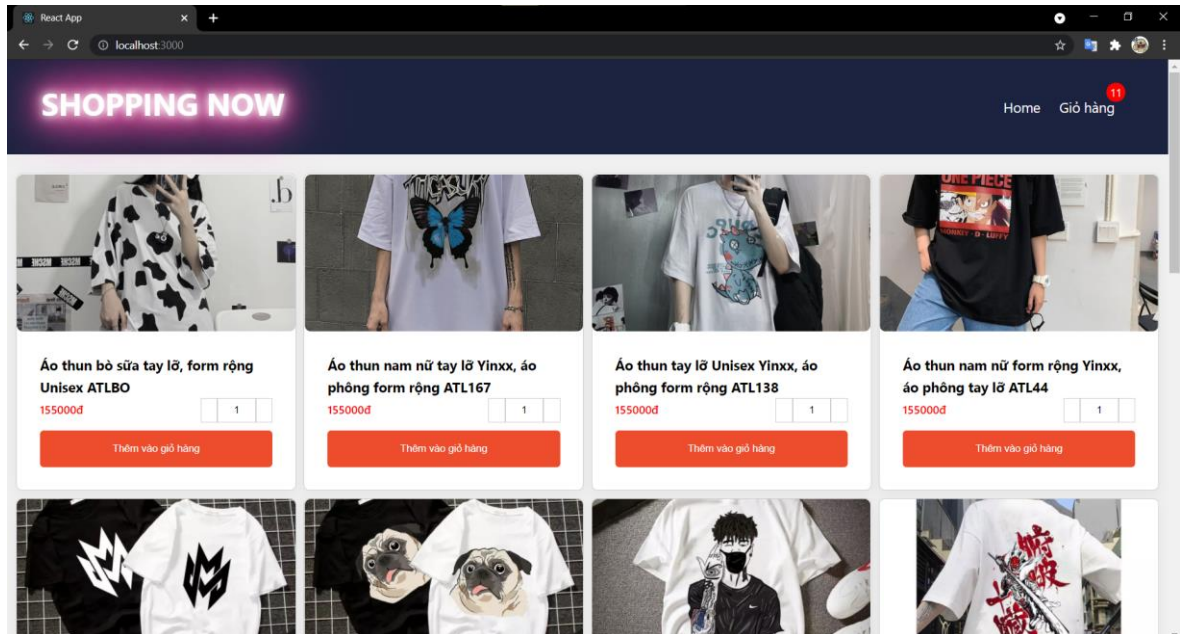 React App
localhost:3000
SHOPPING NOW
Home
Giỏ hàng
11
ONE PIECE
MONKEY · D · LUFFY
Áo thun bò sữa tay lỡ, form rộng
Unisex ATLBO
155000đ
1
Thêm vào giỏ hàng
Áo thun nam nữ tay lỡ Yinxx, áo
phông form rộng ATL167
155000đ
1
Thêm vào giỏ hàng
Áo thun tay lỡ Unisex Yinxx, áo
phông form rộng ATL138
155000đ
1
Thêm vào giỏ hàng
Áo thun nam nữ form rộng Yinxx,
áo phông tay lỡ ATL44
155000đ
1
Thêm vào giỏ hàng